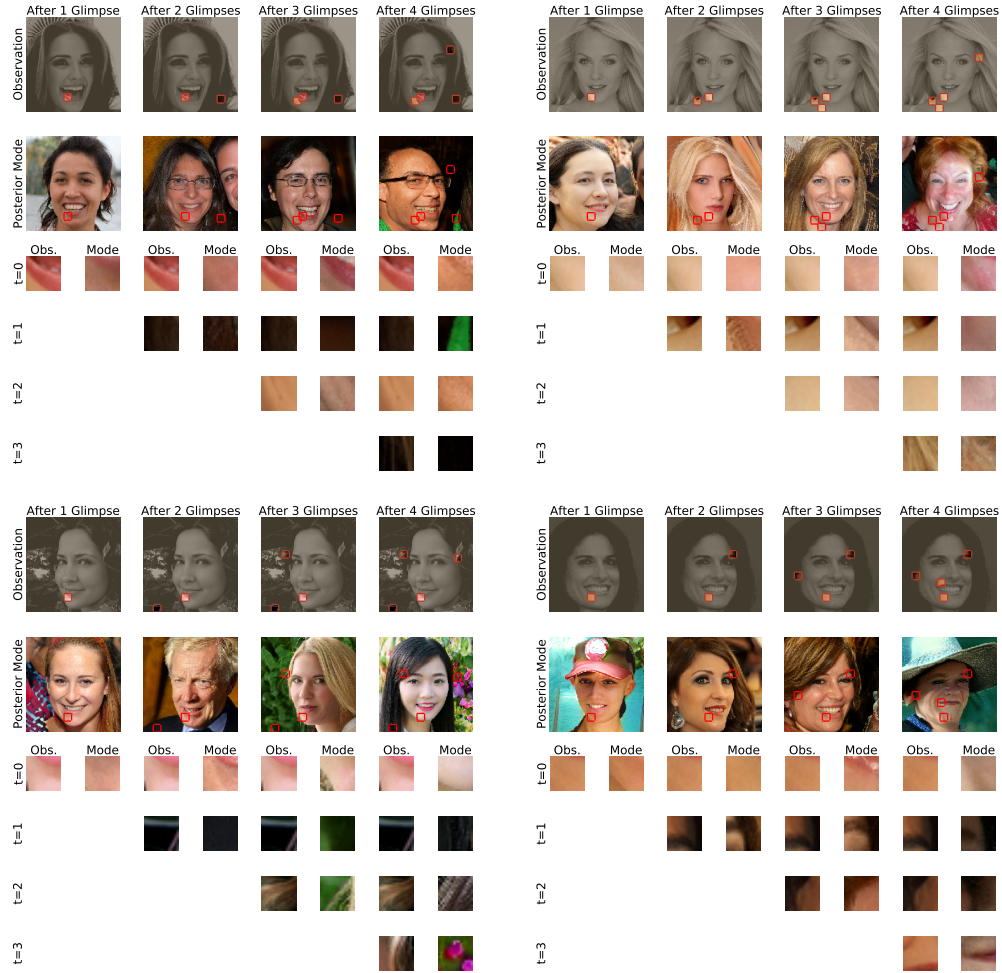 After 1 Glimpse After 2 Glimpses After 3 Glimpses After 4 Glimpses
Observation
Posterior Mode
Obs. Mode Obs. Mode Obs. Mode Obs. Mode
t=0
t=1
t=2
t=3
After 1 Glimpse After 2 Glimpses After 3 Glimpses After 4 Glimpses
Observation
Posterior Mode
Obs. Mode Obs. Mode Obs. Mode Obs. Mode
t=0
t=1
t=2
t=3
After 1 Glimpse After 2 Glimpses After 3 Glimpses After 4 Glimpses
Observation
Posterior Mode
Obs. Mode Obs. Mode Obs. Mode Obs. Mode
t=0
t=1
t=2
t=3
After 1 Glimpse After 2 Glimpses After 3 Glimpses After 4 Glimpses
Observation
Posterior Mode
Obs. Mode Obs. Mode Obs. Mode Obs. Mode
t=0
t=1
t=2
t=3